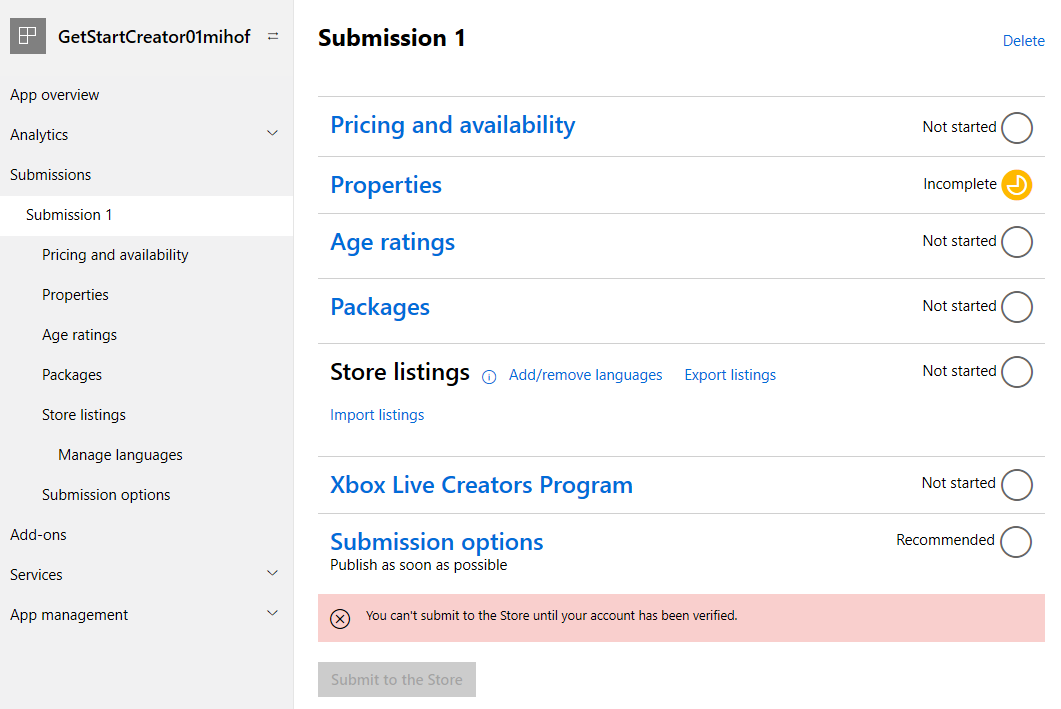 GetStartCreator01mihof
App overview
Analytics
Submissions
Submission 1
Pricing and availability
Properties
Age ratings
Packages
Store listings
Manage languages
Submission options
Add-ons
Services
App management
Submission 1
Delete
Pricing and availability
Not started
Properties
Incomplete
Age ratings
Not started
Packages
Not started
Store listings
Add/remove languages
Export listings
Not started
Import listings
Xbox Live Creators Program
Not started
Submission options
Recommended
Publish as soon as possible
You can't submit to the Store until your account has been verified.
Submit to the Store